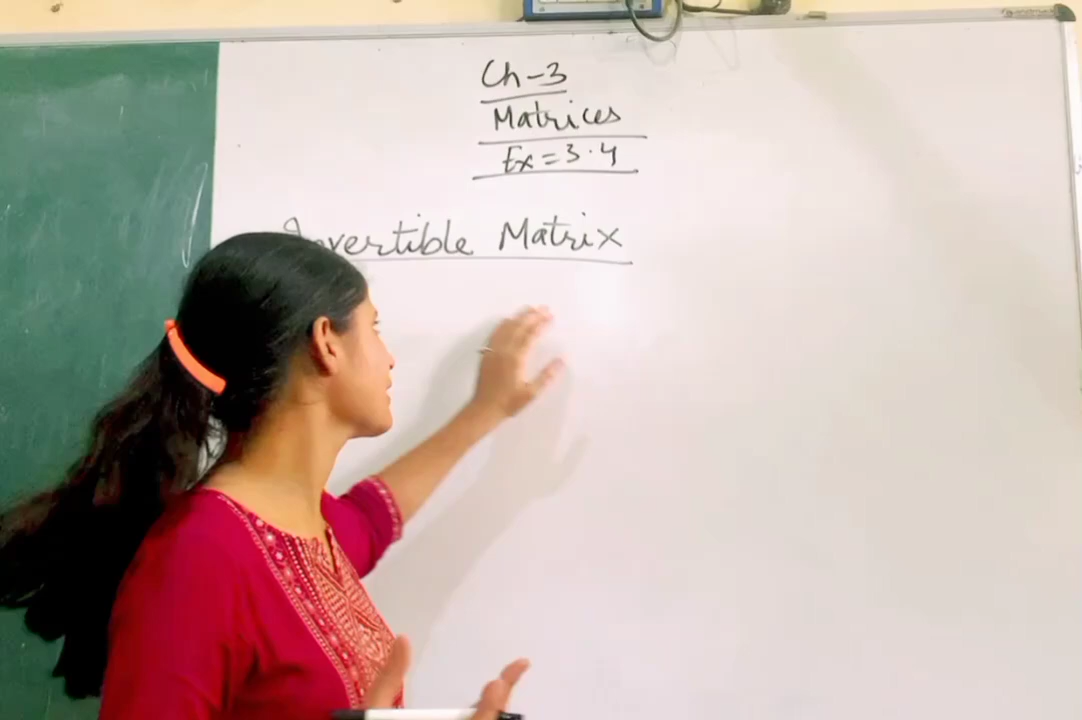 Ch-3
Matrices
Ex = 3.4
Invertible Matrix